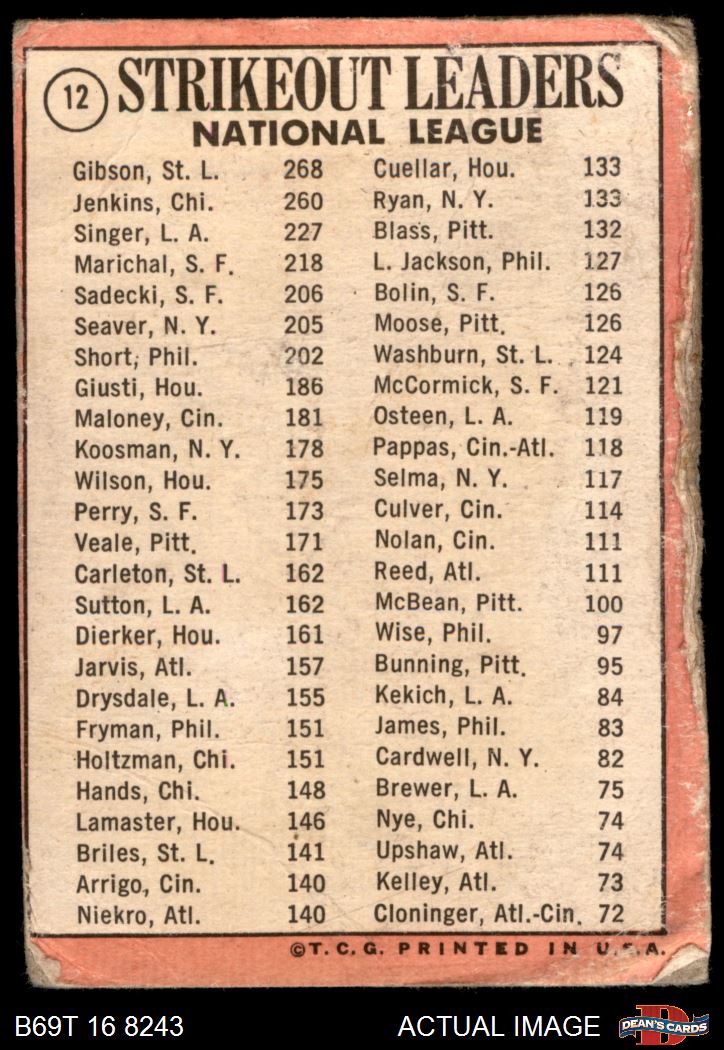 12
STRIKEOUT LEADERS
NATIONAL LEAGUE
Gibson, St. L. 268
Jenkins, Chi. 260
Singer, L. A. 227
Marichal, S. F. 218
Sadecki, S. F. 206
Seaver, N. Y. 205
Short, Phil. 202
Giusti, Hou. 186
Maloney, Cin. 181
Koosman, N. Y. 178
Wilson, Hou. 175
Perry, S. F. 173
Veale, Pitt. 171
Carleton, St. L. 162
Sutton, L. A. 162
Dierker, Hou. 161
Jarvis, Atl. 157
Drysdale, L. A. 155
Fryman, Phil. 151
Holtzman, Chi. 151
Hands, Chi. 148
Lamaster, Hou. 146
Briles, St. L. 141
Arrigo, Cin. 140
Niekro, Atl. 140
Cuellar, Hou. 133
Ryan, N. Y. 133
Blass, Pitt. 132
L. Jackson, Phil. 127
Bolin, S. F. 126
Moose, Pitt. 126
Washburn, St. L. 124
McCormick, S. F. 121
Osteen, L. A. 119
Pappas, Cin.-Atl. 118
Selma, N. Y. 117
Culver, Cin. 114
Nolan, Cin. 111
Reed, Atl. 111
McBean, Pitt. 100
Wise, Phil. 97
Bunning, Pitt. 95
Kekich, L. A. 84
James, Phil. 83
Cardwell, N. Y. 82
Brewer, L. A. 75
Nye, Chi. 74
Upshaw, Atl. 74
Kelley, Atl. 73
Cloninger, Atl.-Cin. 72
©T. C. G. PRINTED IN U.S.A.
B69T 16 8243
ACTUAL IMAGE
D
DEAN'S CARDS